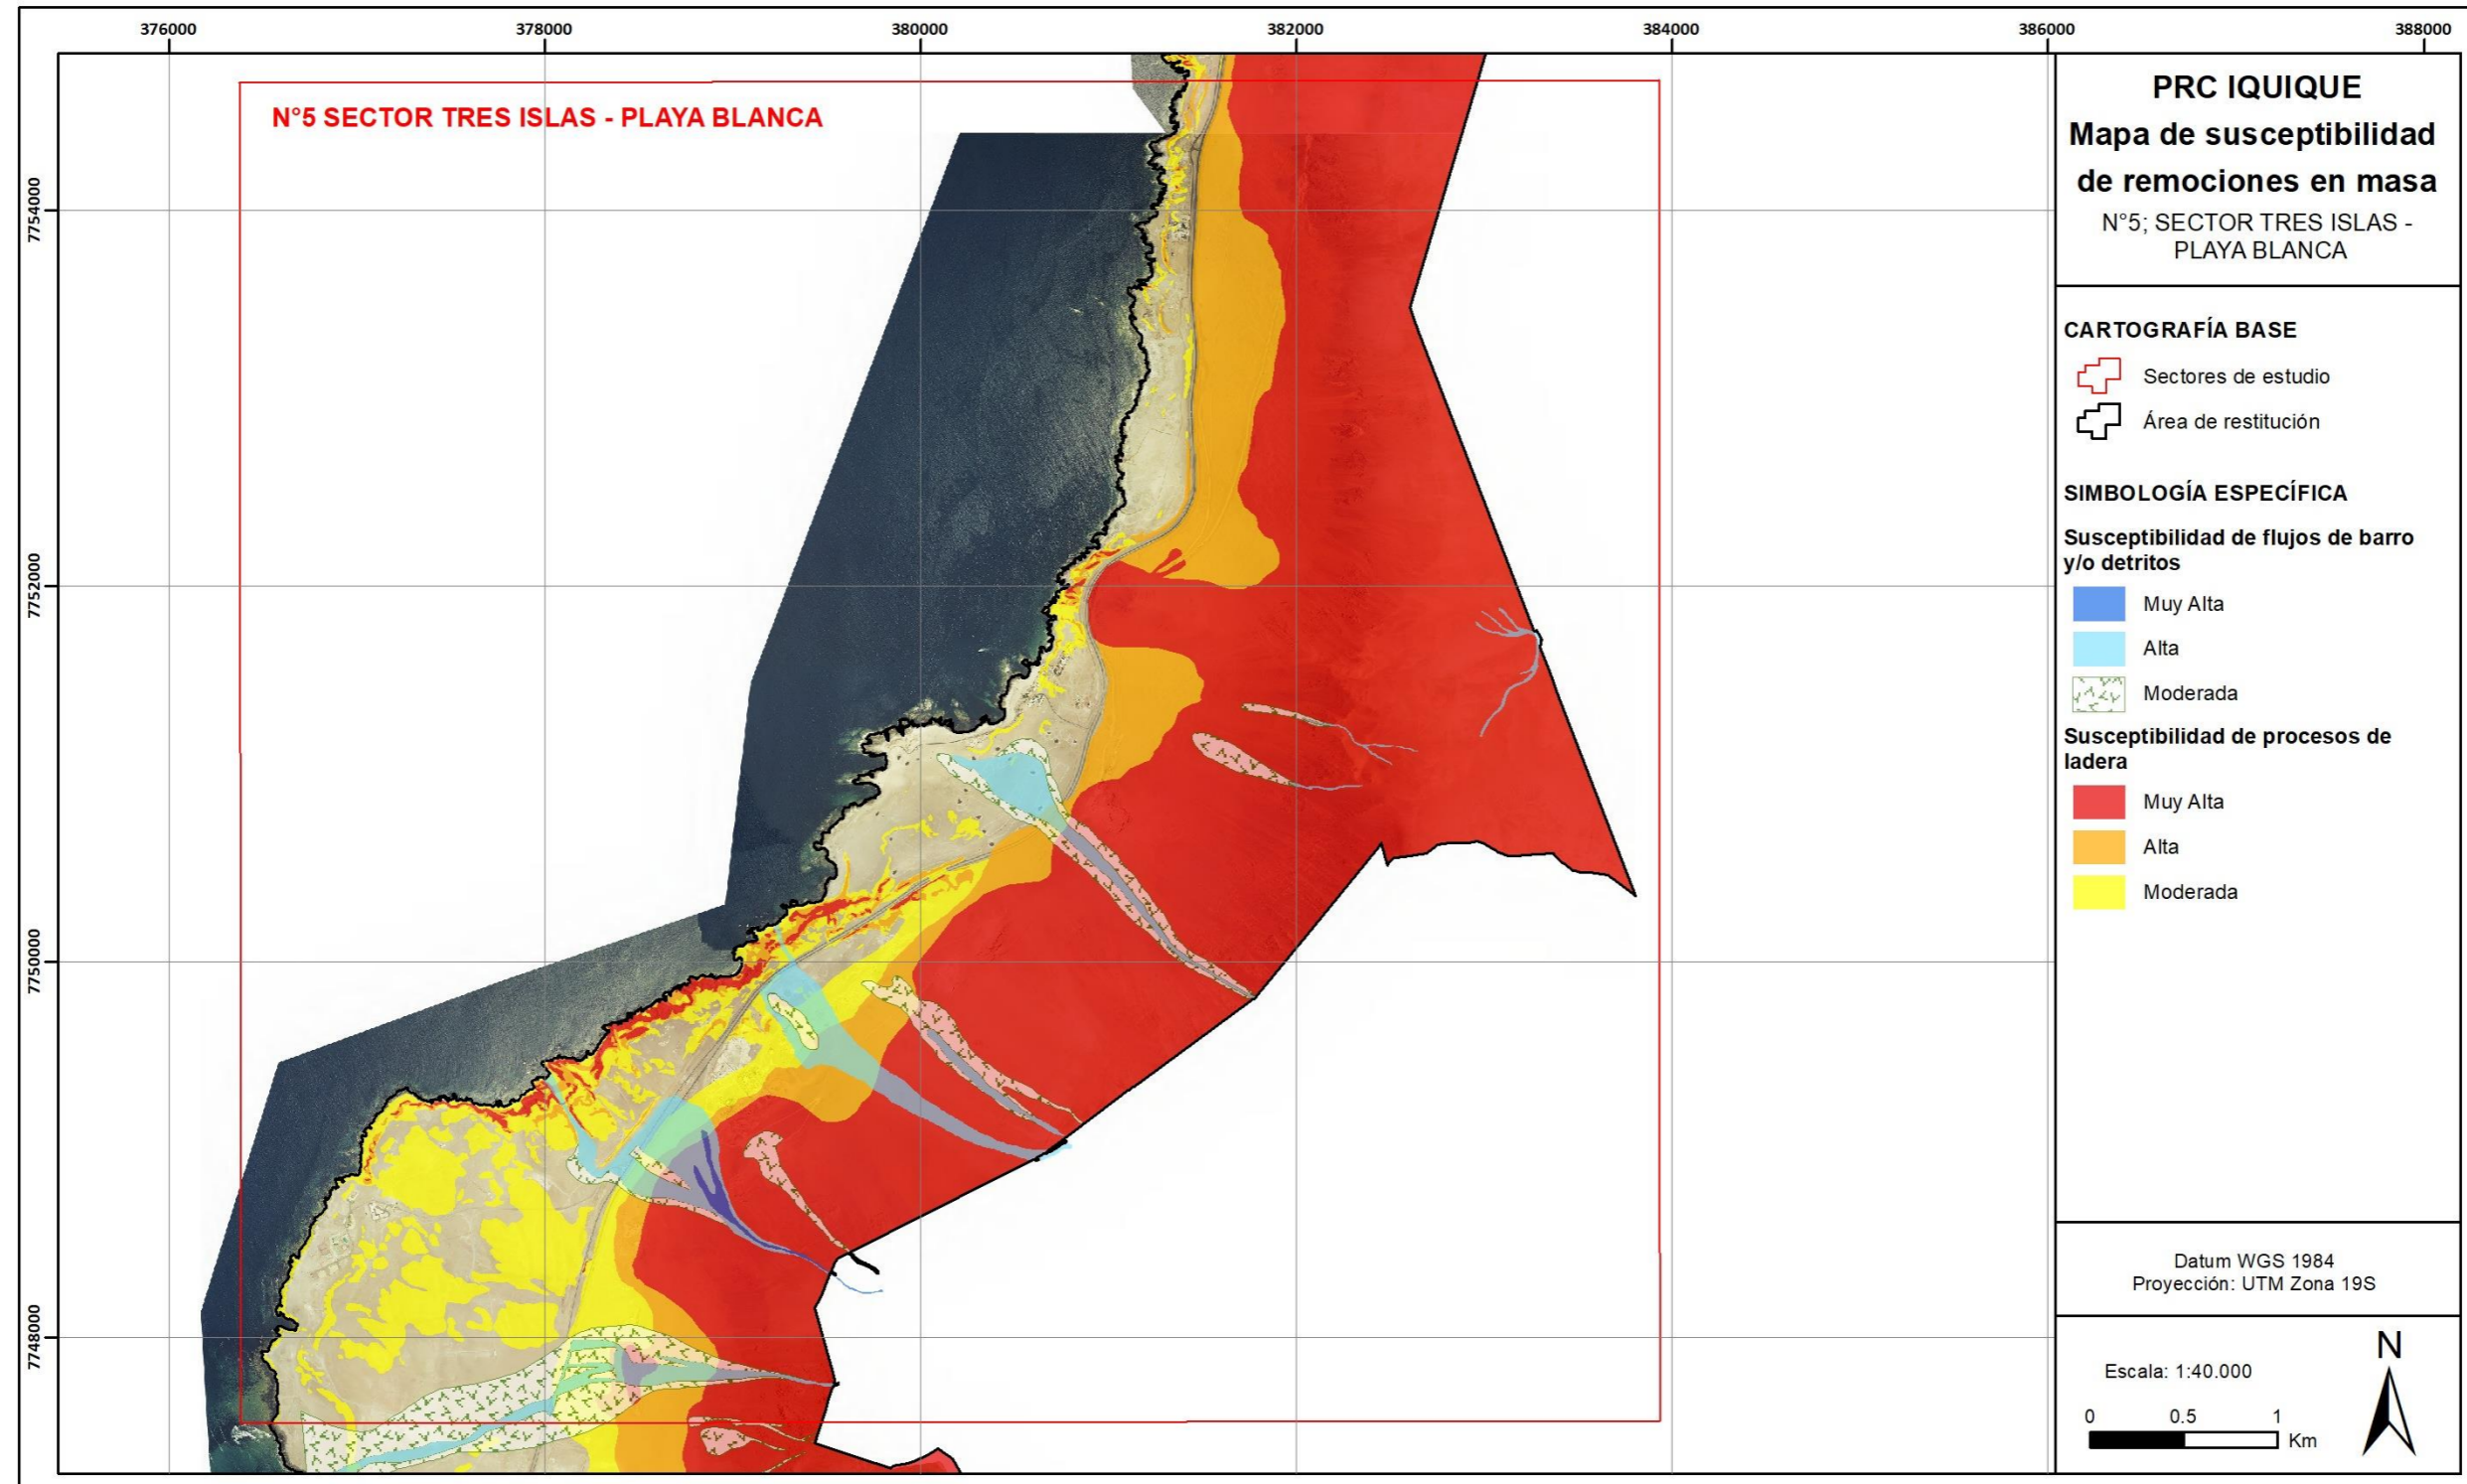 376000
378000
380000
382000
384000
386000
388000
7754000
7752000
7750000
7748000
N°5 SECTOR TRES ISLAS - PLAYA BLANCA
PRC IQUIQUE
Mapa de susceptibilidad
de remociones en masa
N°5; SECTOR TRES ISLAS -
PLAYA BLANCA
CARTOGRAFÍA BASE
Sectores de estudio
Área de restitución
SIMBOLOGÍA ESPECÍFICA
Susceptibilidad de flujos de barro
y/o detritos
Muy Alta
Alta
Moderada
Susceptibilidad de procesos de
ladera
Muy Alta
Alta
Moderada
Datum WGS 1984
Proyección: UTM Zona 19S
Escala: 1:40.000
0 0.5 1
Km
N